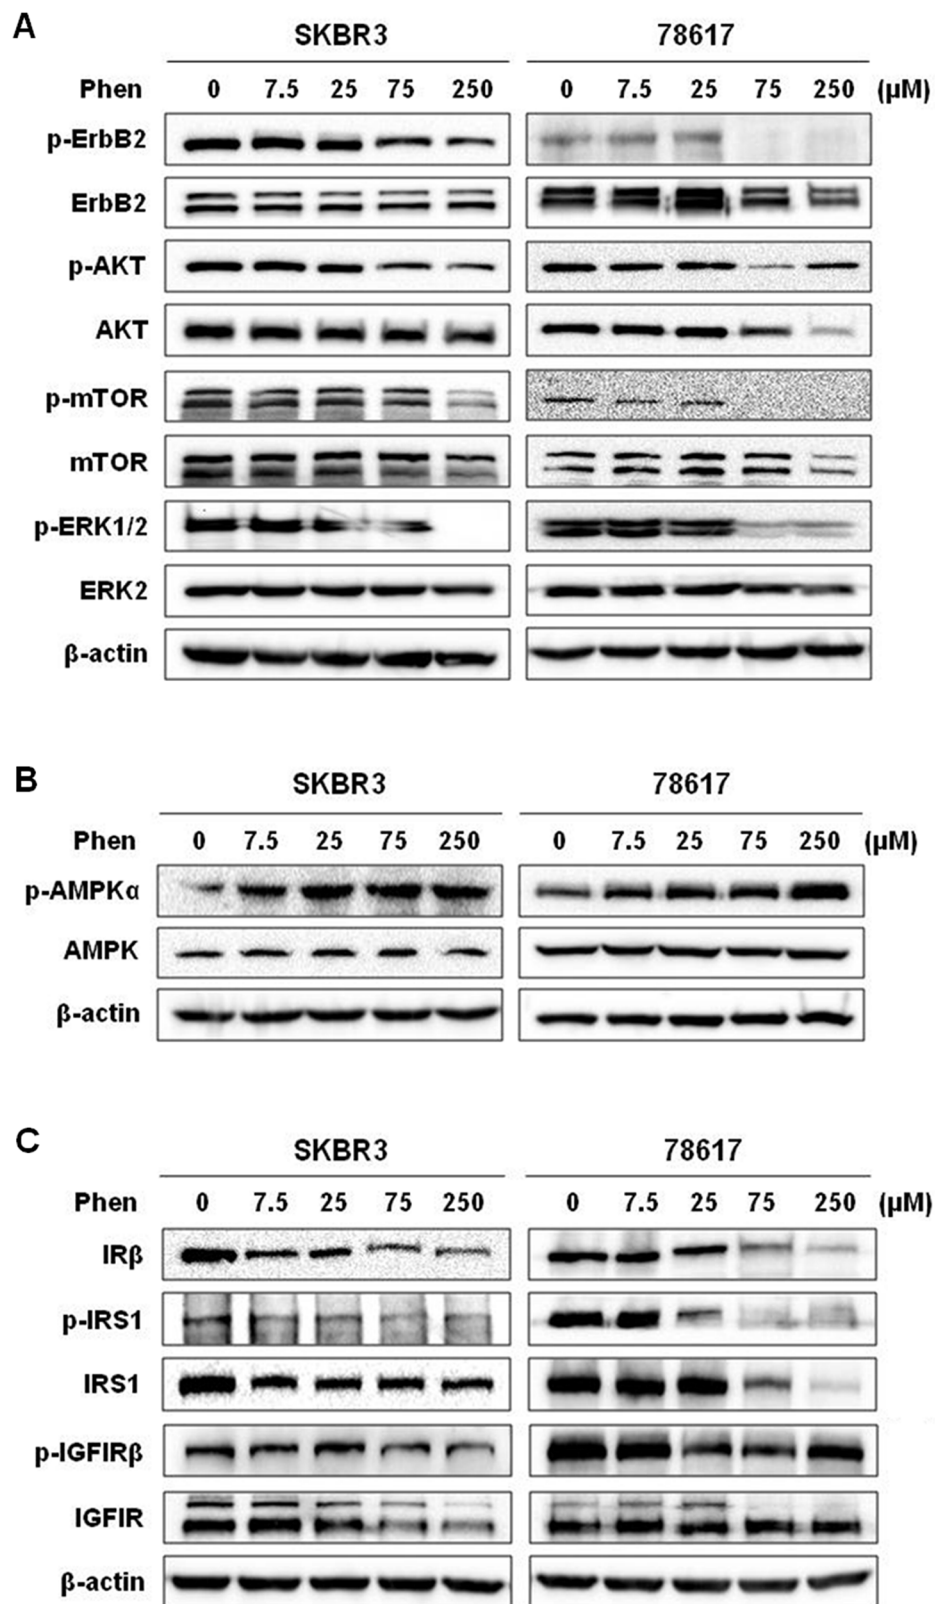 A
SKBR3 78617
Phen 0 7.5 25 75 250 0 7.5 25 75 250 (μM)
p-ErbB2
ErbB2
p-AKT
AKT
p-mTOR
mTOR
p-ERK1/2
ERK2
β-actin
B
SKBR3 78617
Phen 0 7.5 25 75 250 0 7.5 25 75 250 (μM)
p-AMPKα
AMPK
β-actin
C
SKBR3 78617
Phen 0 7.5 25 75 250 0 7.5 25 75 250 (μM)
IRβ
p-IRS1
IRS1
p-IGFIRβ
IGFIR
β-actin